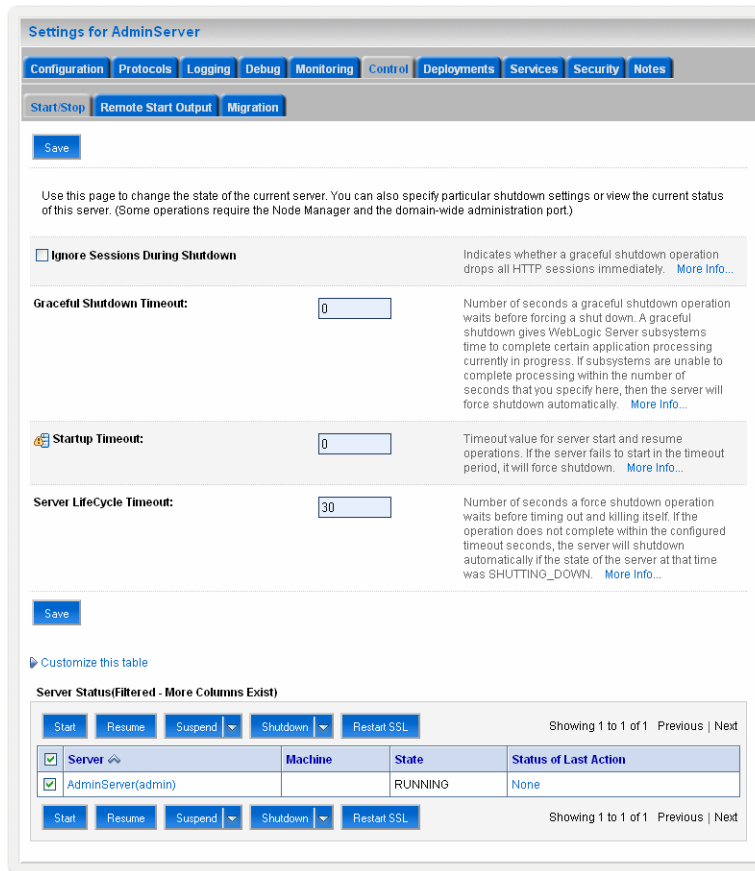 Settings for AdminServer
Configuration Protocols Logging Debug Monitoring Control Deployments Services Security Notes
Start/Stop Remote Start Output Migration
Save
Use this page to change the state of the current server. You can also specify particular shutdown settings or view the current status
of this server. (Some operations require the Node Manager and the domain-wide administration port.)
Ignore Sessions During Shutdown
Indicates whether a graceful shutdown operation
drops all HTTP sessions immediately. More Info...
Graceful Shutdown Timeout:
0
Number of seconds a graceful shutdown operation
waits before forcing a shut down. A graceful
shutdown gives WebLogic Server subsystems
time to complete certain application processing
currently in progress. If subsystems are unable to
complete processing within the number of
seconds that you specify here, then the server will
force shutdown automatically. More Info...
Startup Timeout:
0
Timeout value for server start and resume
operations. If the server fails to start in the timeout
period, it will force shutdown. More Info...
Server LifeCycle Timeout:
30
Number of seconds a force shutdown operation
waits before timing out and killing itself. If the
operation does not complete within the configured
timeout seconds, the server will shutdown
automatically if the state of the server at that time
was SHUTTING_DOWN. More Info...
Save
Customize this table
Server Status(Filtered - More Columns Exist)
Start Resume Suspend Shutdown Restart SSL Showing 1 to 1 of 1 Previous | Next
Server Machine State Status of Last Action
AdminServer(admin) RUNNING None
Start Resume Suspend Shutdown Restart SSL Showing 1 to 1 of 1 Previous | Next